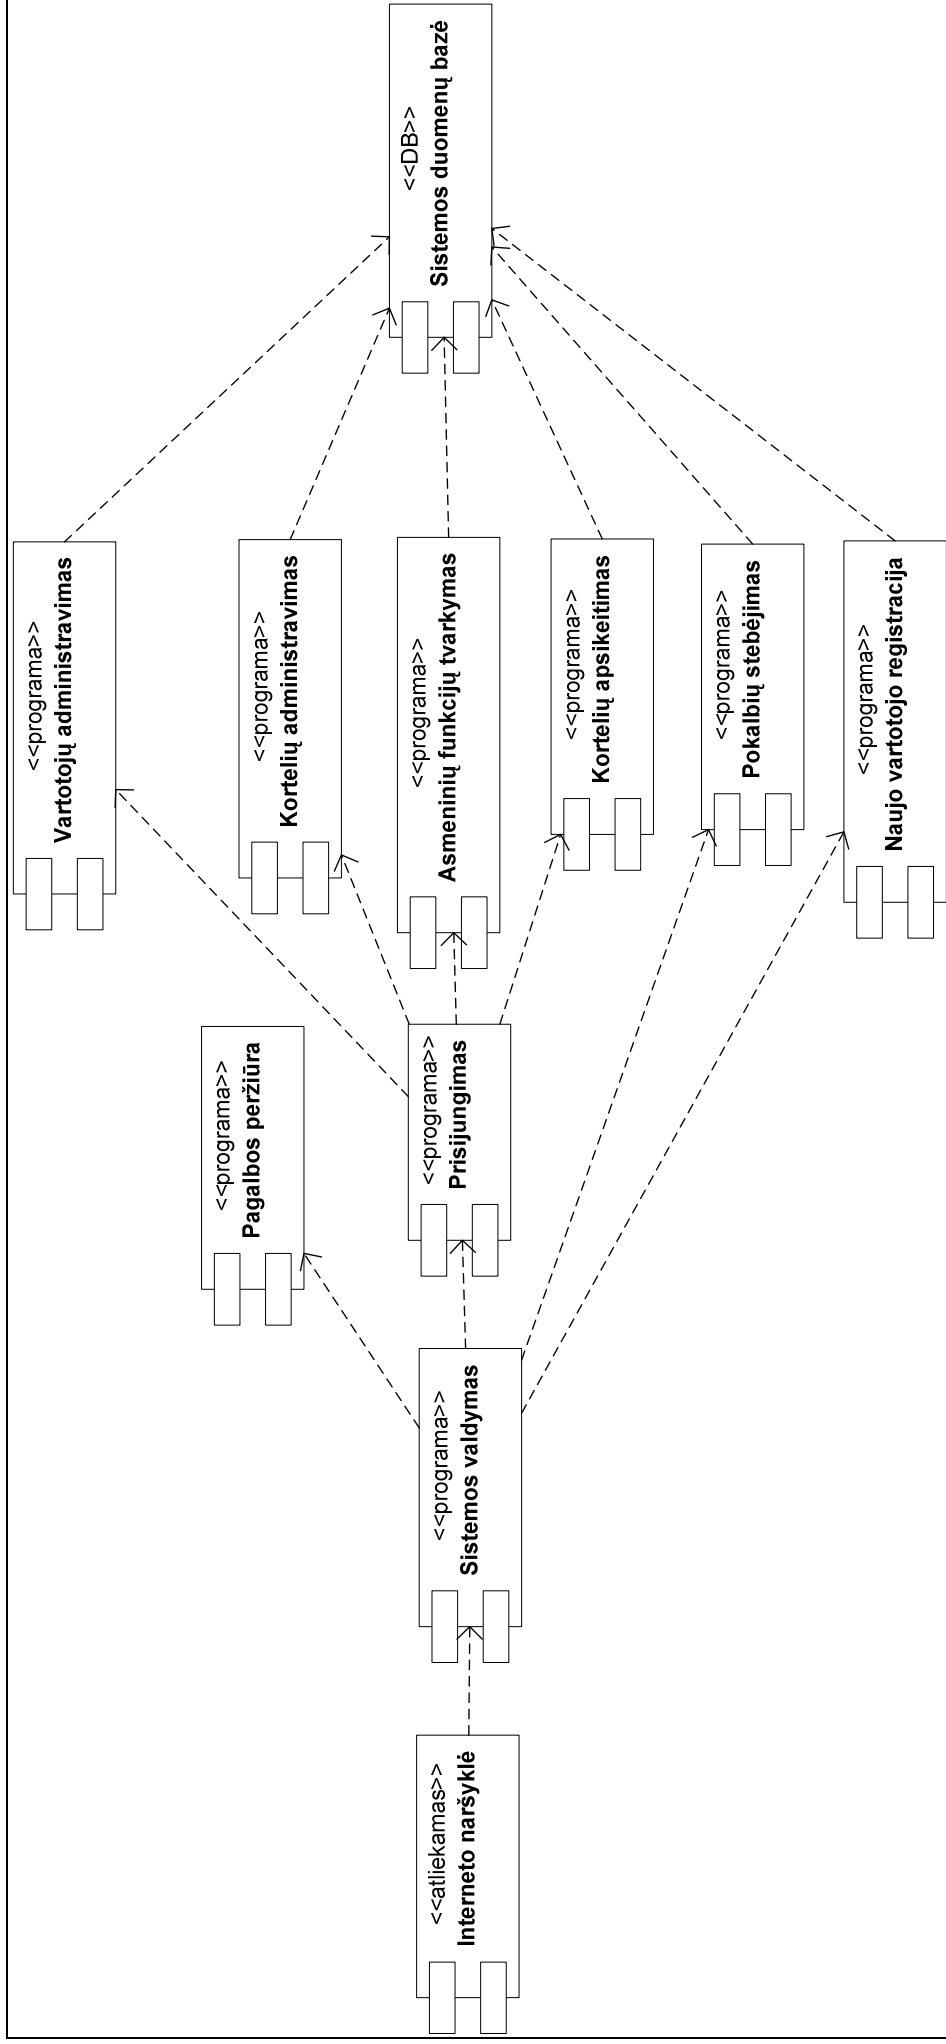 <<programa>>
Vartotojų administravimas
<<programa>>
Pagalbos peržiūra
<<programa>>
Kortelių administravimas
<<atliekamas>>
Interneto naršyklė
<<programa>>
Sistemos valdymas
<<programa>>
Prisijungimas
<<programa>>
Asmeninių funkcijų tvarkymas
<<DB>>
Sistemos duomenų bazė
<<programa>>
Kortelių apsikeitimas
<<programa>>
Pokalbių stebėjimas
<<programa>>
Naujo vartotojo registracija